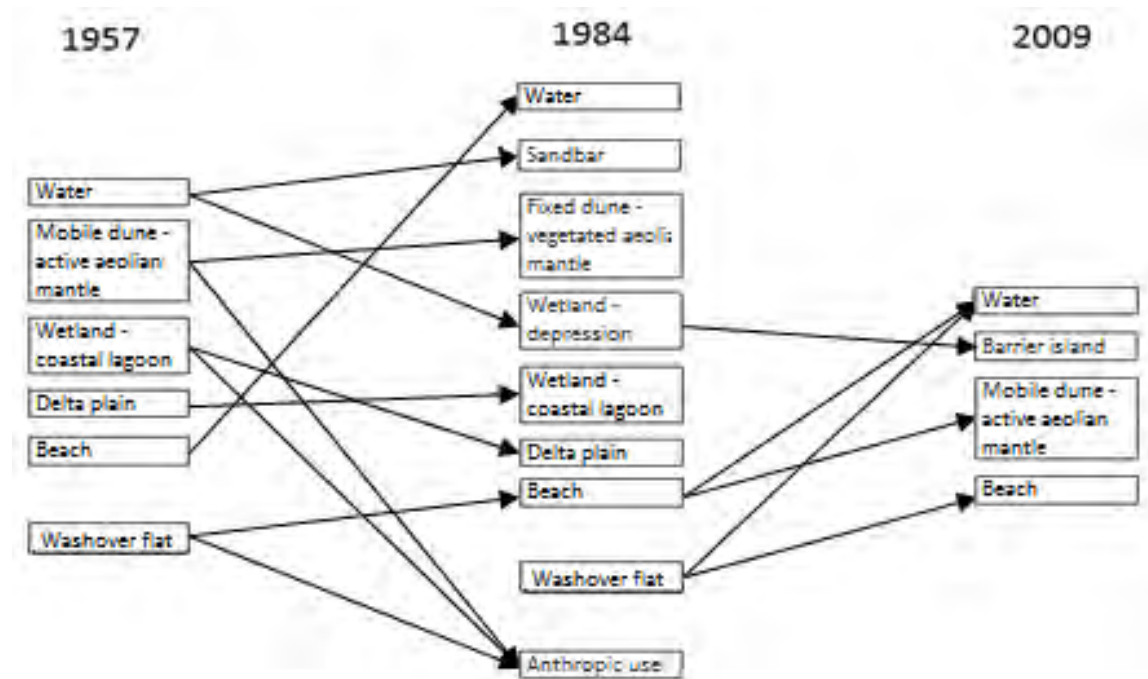 1957
1984
2009
Water
Mobile dune -
active aeolian
mantle
Wetland -
coastal lagoon
Delta plain
Beach
Washover flat
Water
Sandbar
Fixed dune -
vegetated aeolis
mantle
Wetland -
depression
Wetland -
coastal lagoon
Delta plain
Beach
Washover flat
Anthropic use
Water
Barrier island
Mobile dune -
active aeolian
mantle
Beach